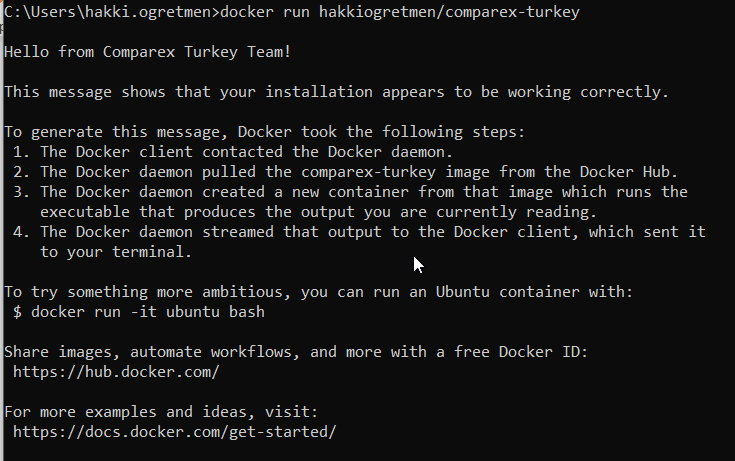 C:\Users\hakki.ogretmen>docker run hakkiogretmen/comparex-turkey
Hello from Comparex Turkey Team!
This message shows that your installation appears to be working correctly.
To generate this message, Docker took the following steps:
1. The Docker client contacted the Docker daemon.
2. The Docker daemon pulled the comparex-turkey image from the Docker Hub.
3. The Docker daemon created a new container from that image which runs the
executable that produces the output you are currently reading.
4. The Docker daemon streamed that output to the Docker client, which sent it
to your terminal.
To try something more ambitious, you can run an Ubuntu container with:
$ docker run -it ubuntu bash
Share images, automate workflows, and more with a free Docker ID:
https://hub.docker.com/
For more examples and ideas, visit:
https://docs.docker.com/get-started/